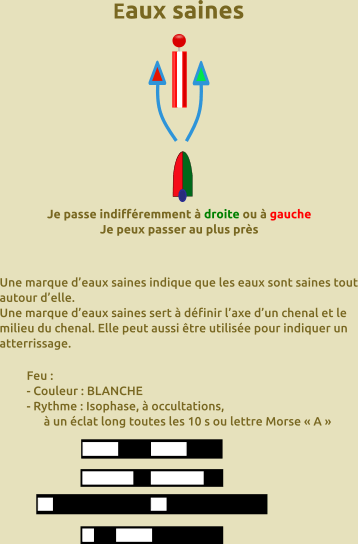 Eaux saines
Je passe indifféremment à droite ou à gauche
Je peux passer au plus près
Une marque d'eaux saines indique que les eaux sont saines tout
autour d'elle.
Une marque d'eaux saines sert à définir l'axe d'un chenal et le
milieu du chenal. Elle peut aussi être utilisée pour indiquer un
atterrissage.
Feu :
- Couleur : BLANCHE
- Rythme : Isophase, à occultations,
à un éclat long toutes les 10 s ou lettre Morse « A »